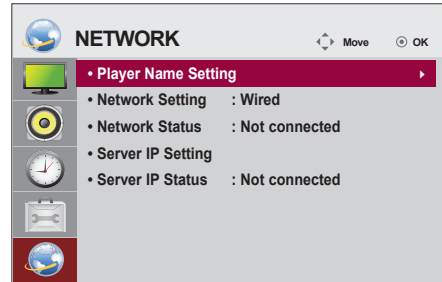 NETWORK
Move
OK
• Player Name Setting
• Network Setting : Wired
• Network Status : Not connected
• Server IP Setting
• Server IP Status : Not connected